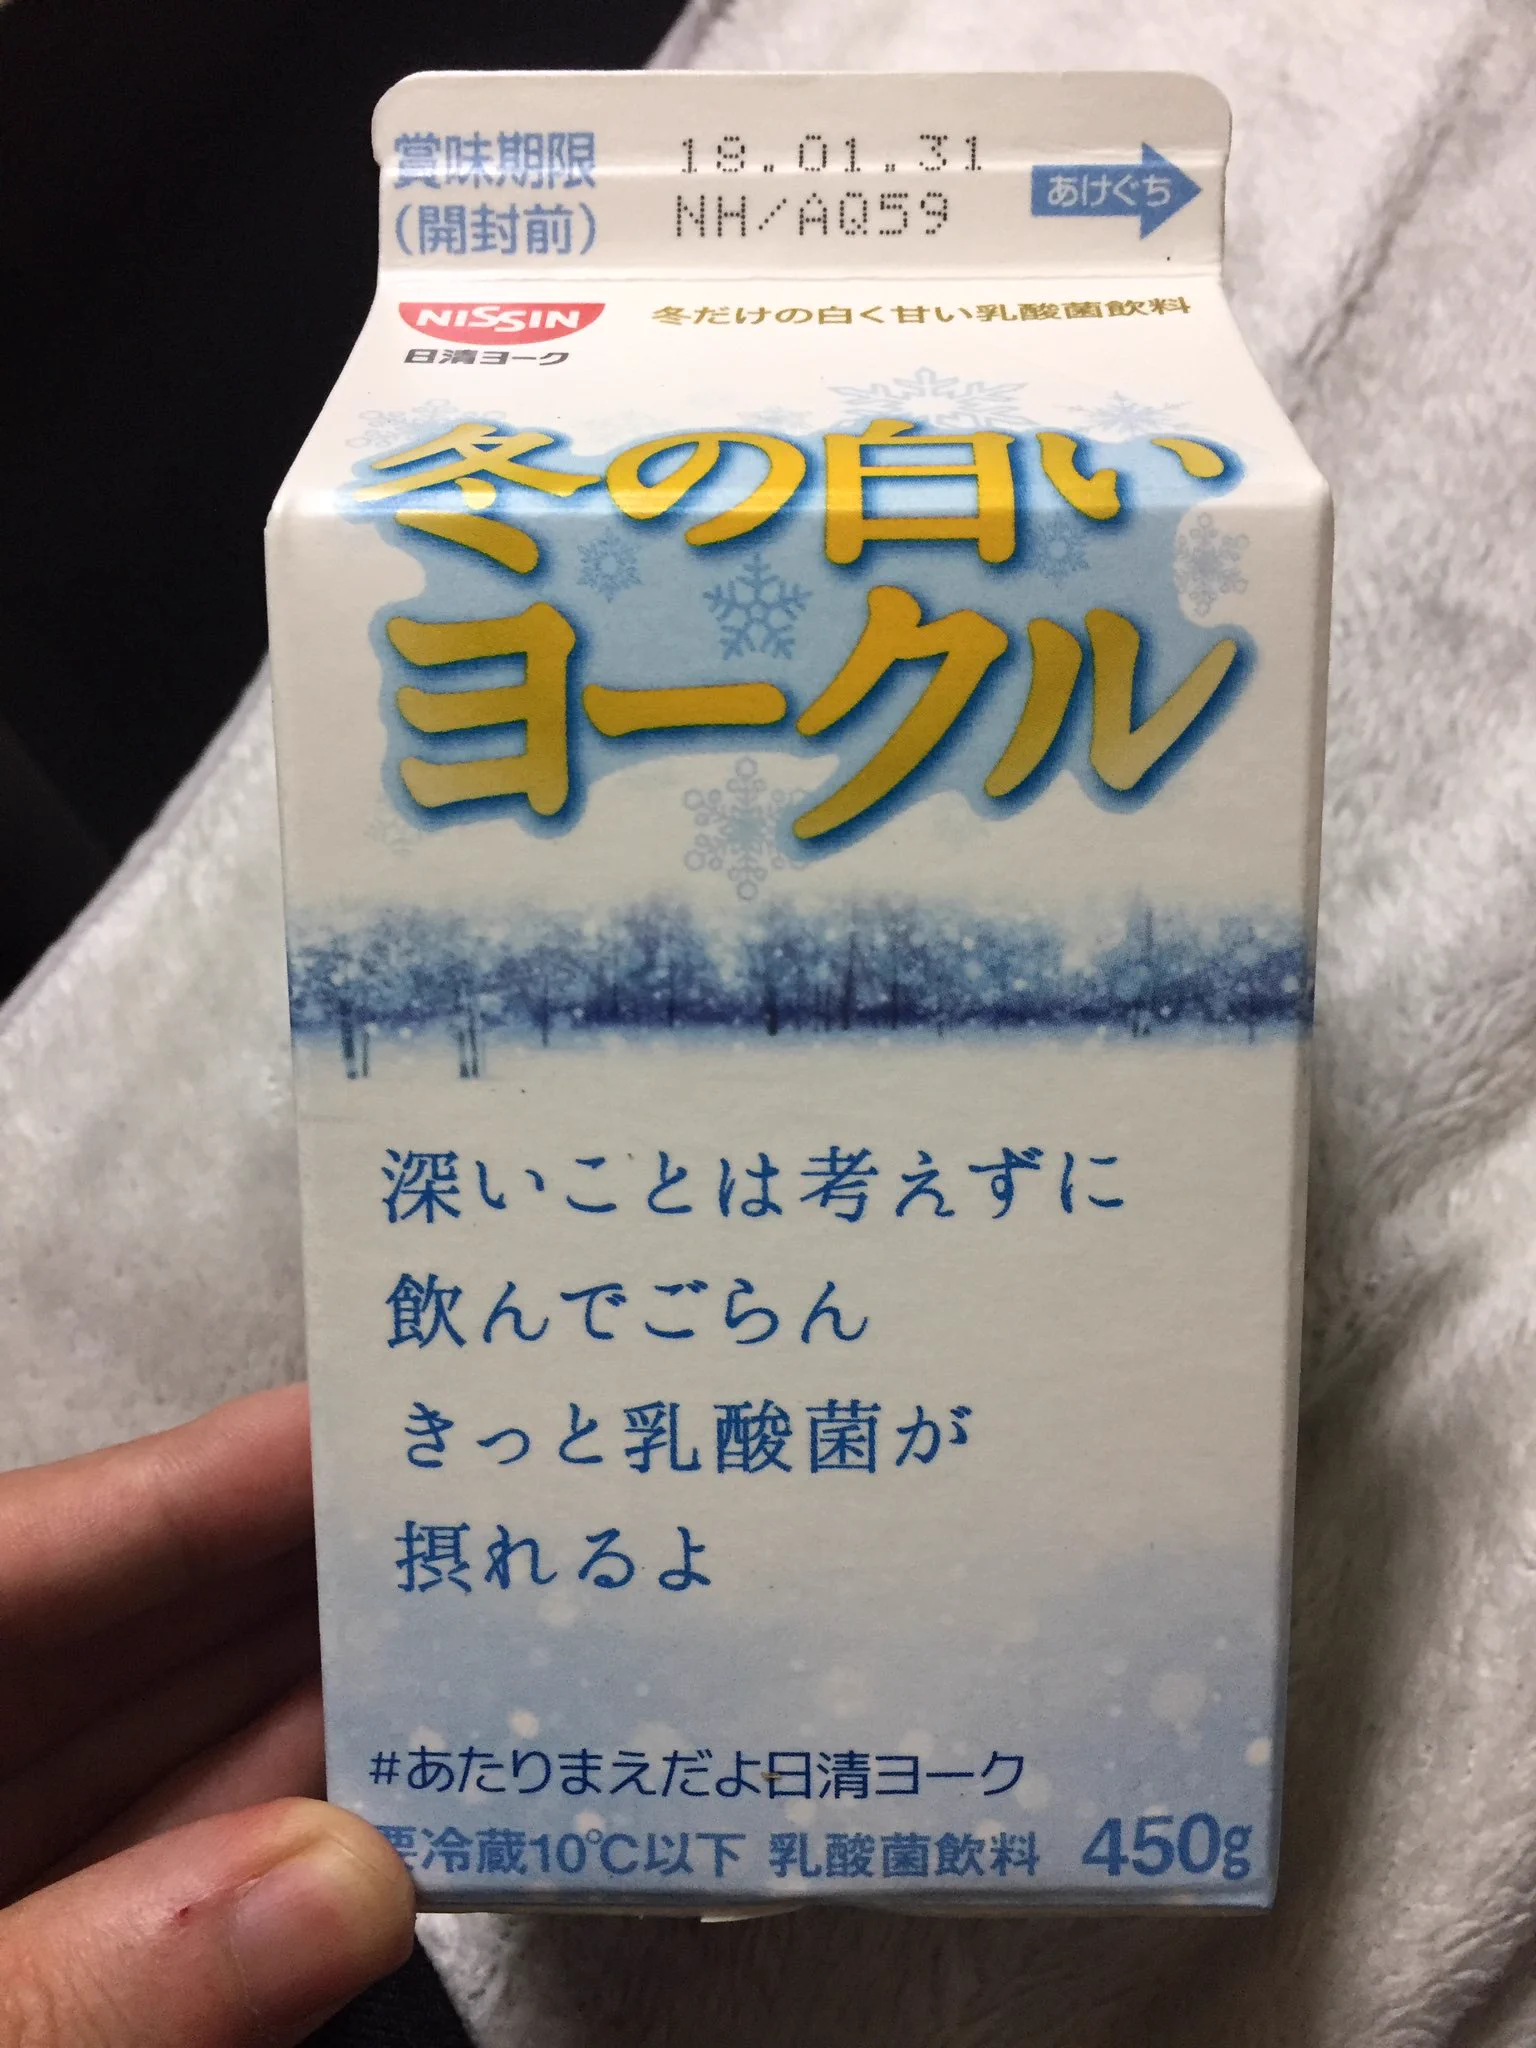 賞味期限
(開封前)
18.01.31
NH/AQ59
あけぐち
NISSIN
日清ヨーク
冬だけの白く甘い乳酸菌飲料
冬の白い
ヨークル
深いことは考えずに
飲んでごらん
きっと乳酸菌が
摂れるよ
#あたりまえだよ日清ヨーク
要冷蔵10℃以下 乳酸菌飲料 450g